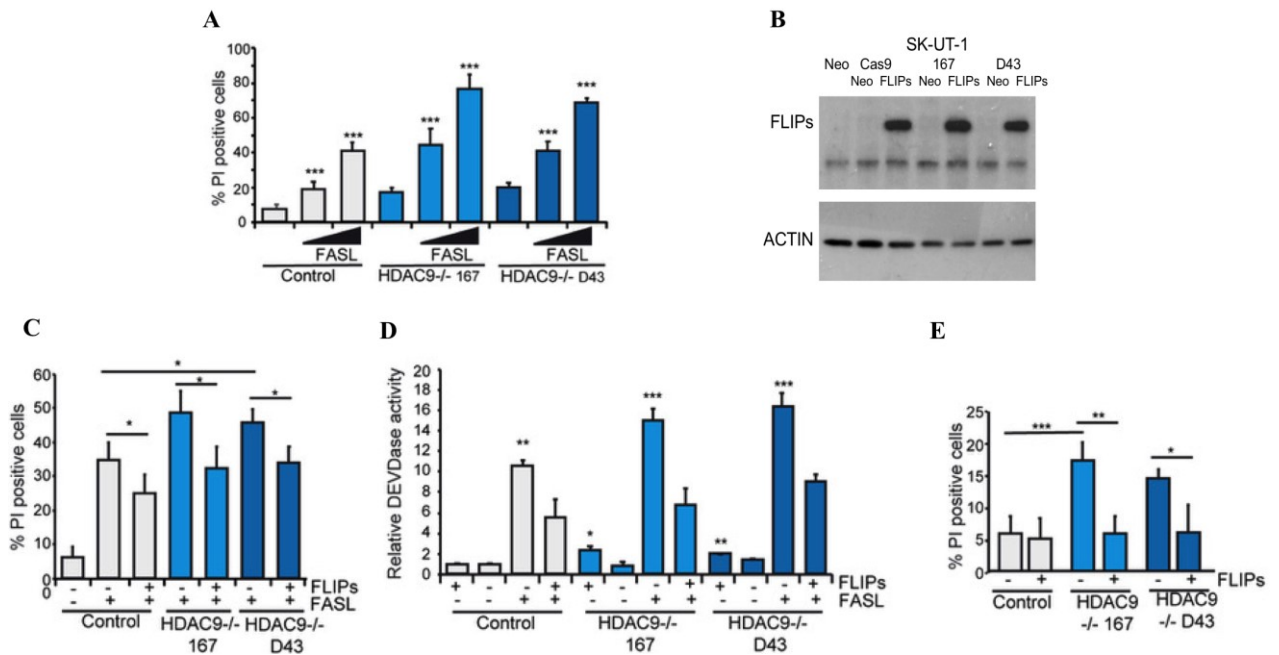 A
% PI positive cells
100
80
60
40
20
0
*** *** *** *** *** ***
FASL FASL FASL
Control HDAC9-/- 167 HDAC9-/- D43
B
SK-UT-1
Neo Cas9 167 D43
Neo FLIPs Neo FLIPs Neo FLIPs
FLIPs
ACTIN
C
% PI positive cells
60
50
40
30
20
10
0
0
*
* * *
- - + - + - + FLIPs
- + + + + + + FASL
Control HDAC9-/- 167 HDAC9-/- D43
D
Relative DEVDase activity
20
18
16
14
12
10
8
6
4
2
0
** * *** ** ***
+ - - + + - - + + - - + FLIPs
- - + + - - + + - - + + FASL
Control HDAC9-/- 167 HDAC9-/- D43
E
% PI positive cells
25
20
15
10
5
0
*** ** *
- + - + - + FLIPs
Control HDAC9 -/- 167 HDAC9 -/- D43